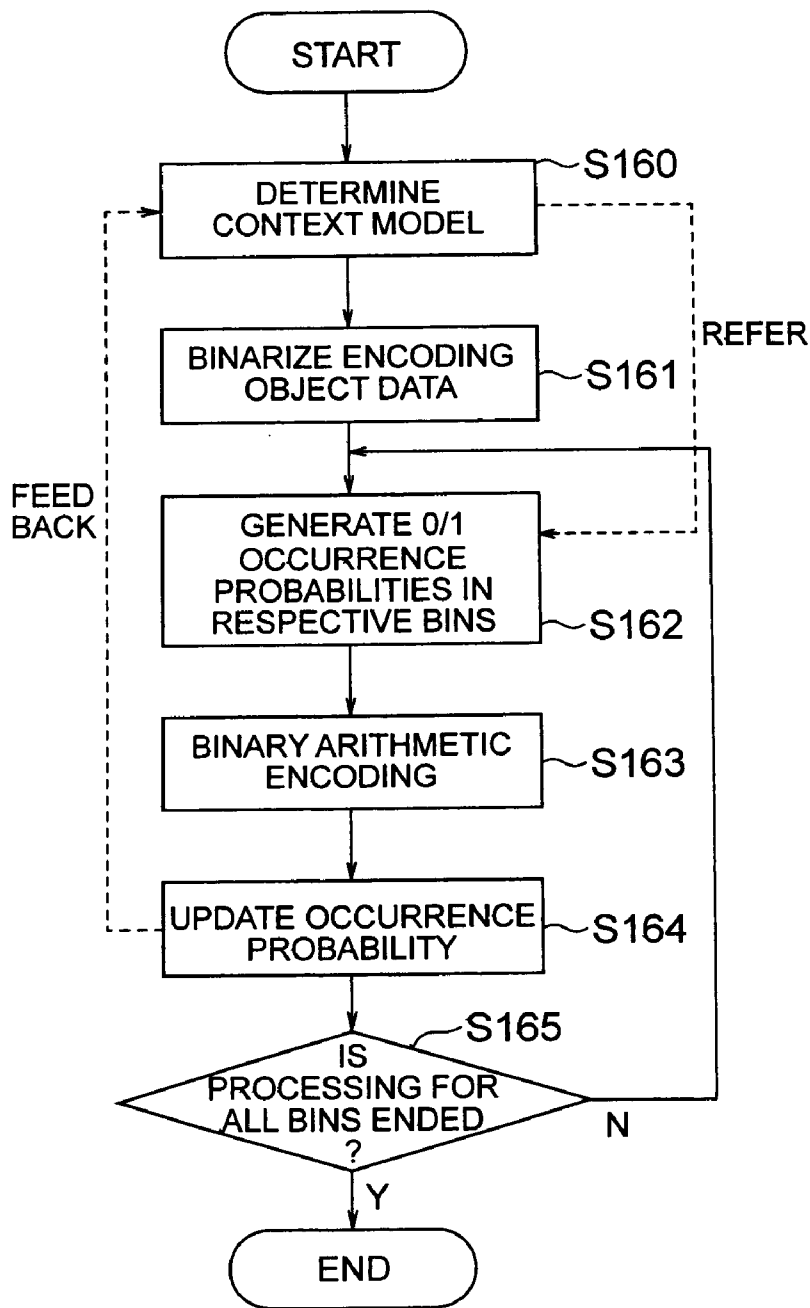 START
S160
DETERMINE
CONTEXT MODEL
REFER
BINARIZE ENCODING
OBJECT DATA
S161
FEED
BACK
GENERATE 0/1
OCCURRENCE
PROBABILITIES IN
RESPECTIVE BINS
S162
BINARY ARITHMETIC
ENCODING
S163
UPDATE OCCURRENCE
PROBABILITY
S164
S165
IS
PROCESSING FOR
ALL BINS ENDED
?
N
Y
END